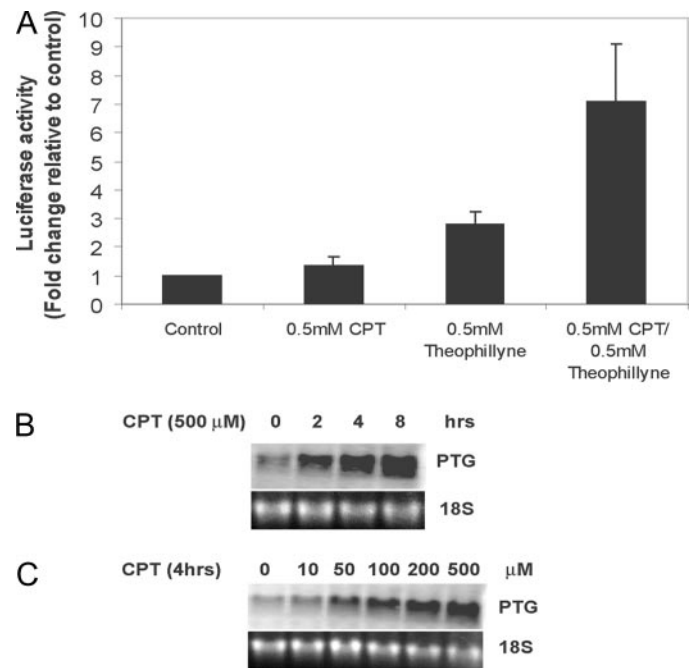 A
Luciferase activity
(Fold change relative to control)
10
9
8
7
6
5
4
3
2
1
0
Control
0.5mM CPT
0.5mM
Theophillyne
0.5mM CPT/
0.5mM
Theophillyne
B
CPT (500 μM) 0 2 4 8 hrs
PTG
18S
C
CPT (4hrs) 0 10 50 100 200 500 μM
PTG
18S